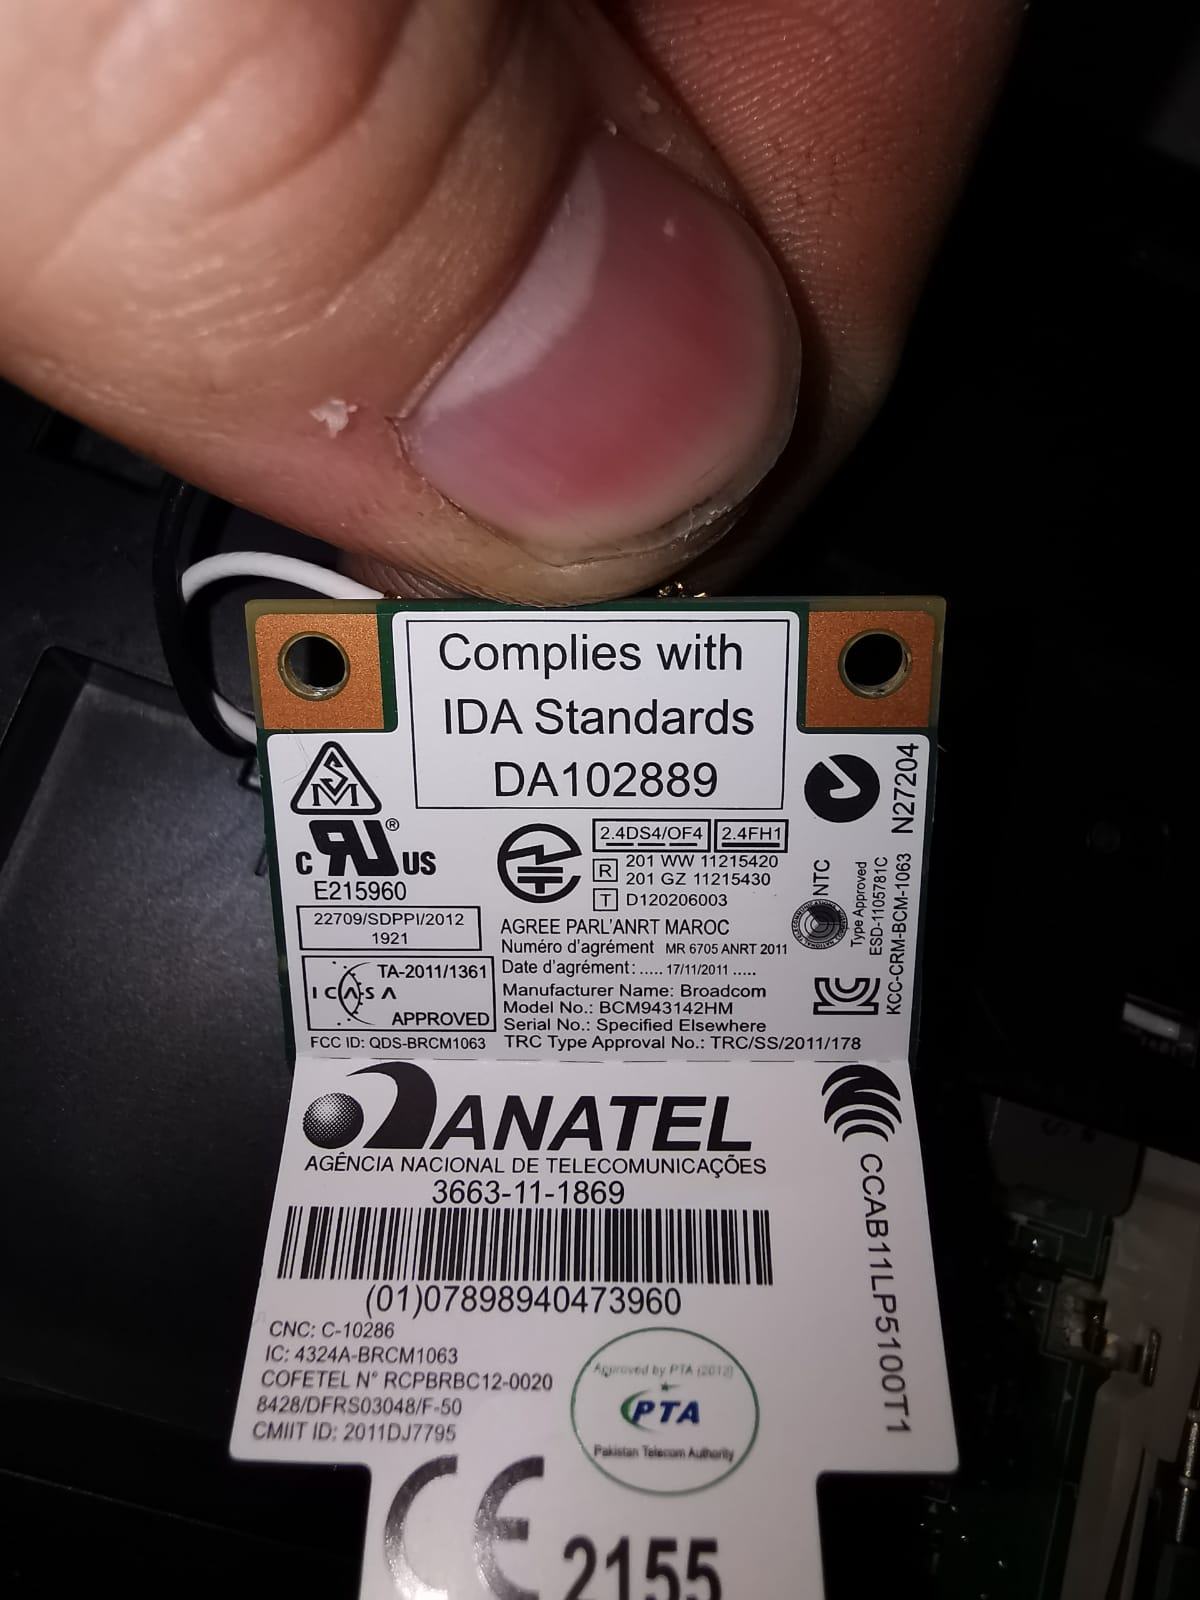 Complies with
IDA Standards
DA102889
N27204
C RU ® US
E215960
22709/SDPPI/2012
1921
ICASA
TA-2011/1361
APPROVED
FCC ID: QDS-BRCM1063
2.4DS4/OF4 2.4FH1
R 201 WW 11215420
201 GZ 11215430
T D120206003
AGREE PARL'ANRT MAROC
Numéro d'agrément MR 6705 ANRT 2011
Date d'agrément: ..... 17/11/2011 .....
Manufacturer Name: Broadcom
Model No.: BCM943142HM
Serial No.: Specified Elsewhere
TRC Type Approval No.: TRC/SS/2011/178
NTC
Type Approved
ESD-1105781C
KCC-CRM-BCM-1063
ANATEL
AGÊNCIA NACIONAL DE TELECOMUNICAÇÕES
3663-11-1869
(01)07898940473960
CNC: C-10286
IC: 4324A-BRCM1063
COFETEL N° RCPBRBC12-0020
8428/DFRS03048/F-50
CMIIT ID: 2011DJ7795
Approved by PTA (2012)
PTA
Pakistan Telecom Authority
CCAB11LP5100T1
CE 2155